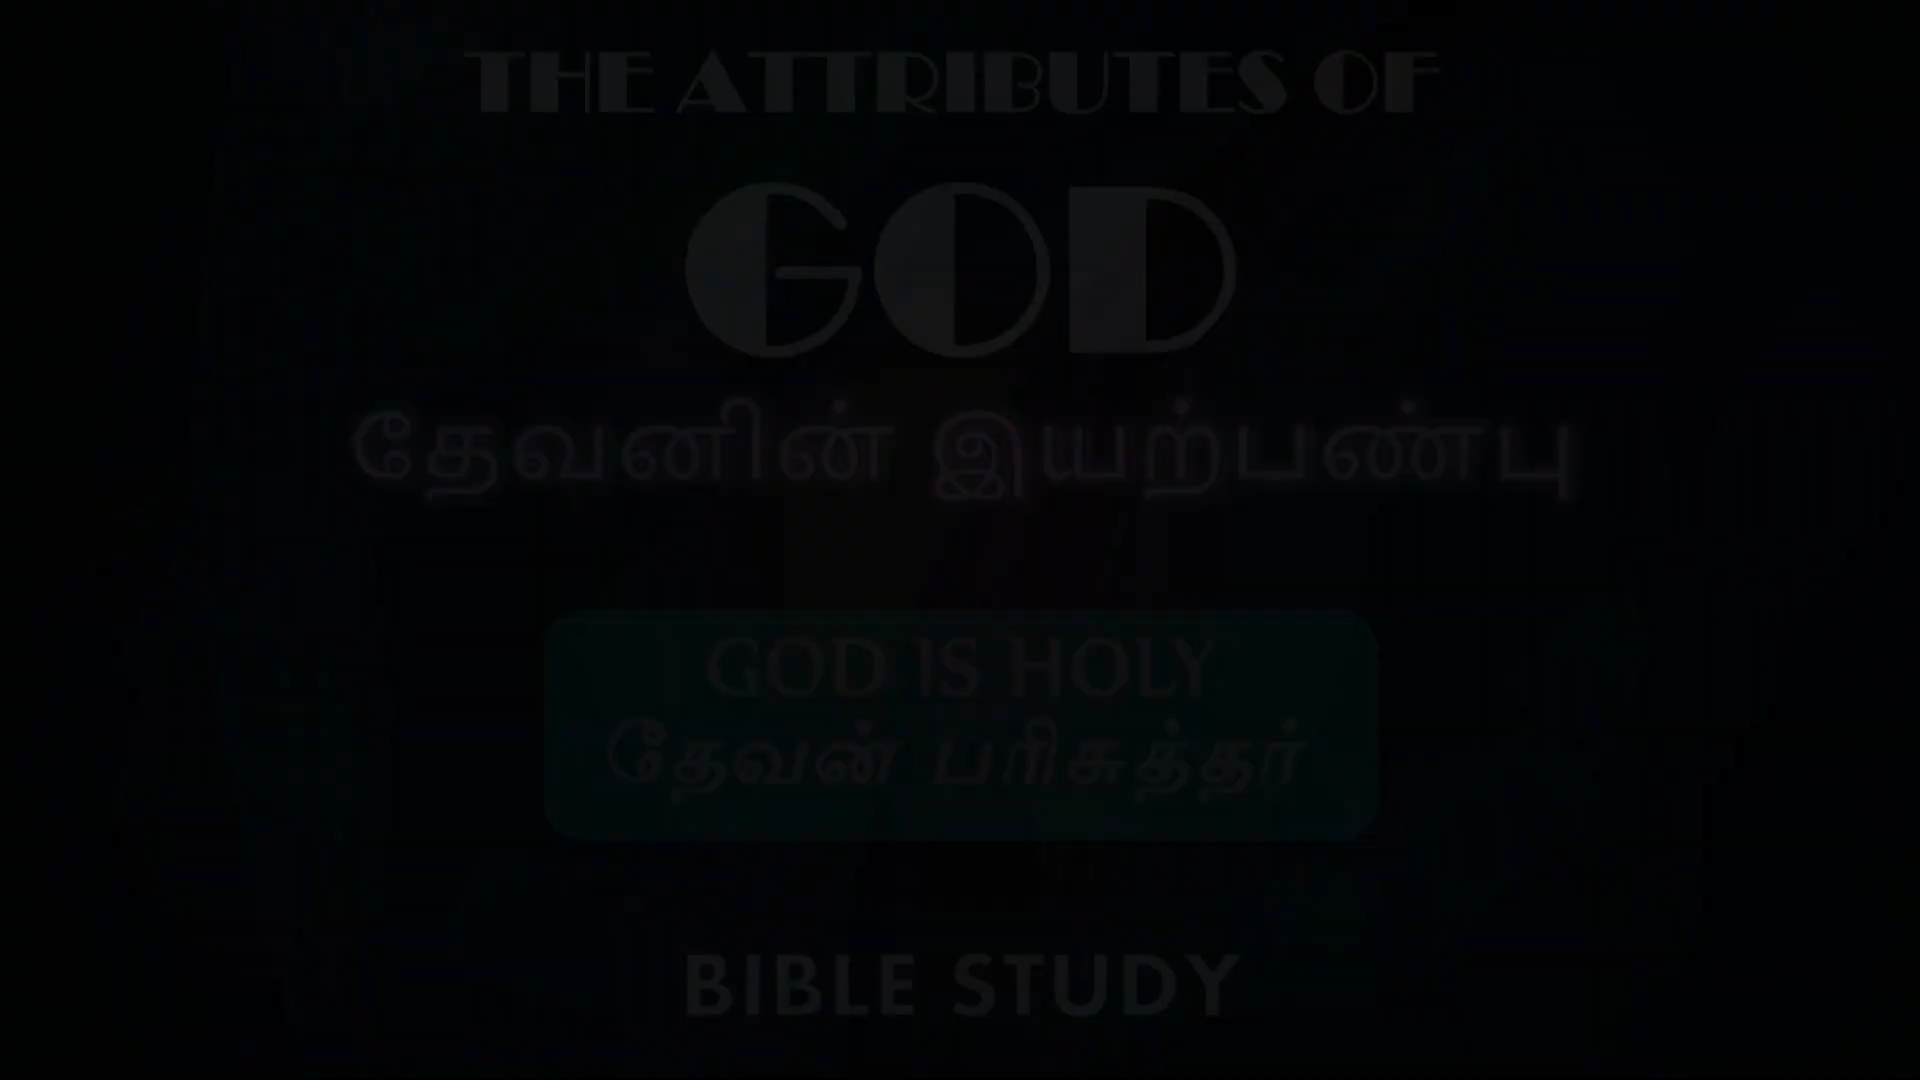 THE ATTRIBUTES OF
GOD
தேவனின் இயற்பண்பு
GOD IS HOLY
தேவன் பரிசுத்தர்
BIBLE STUDY